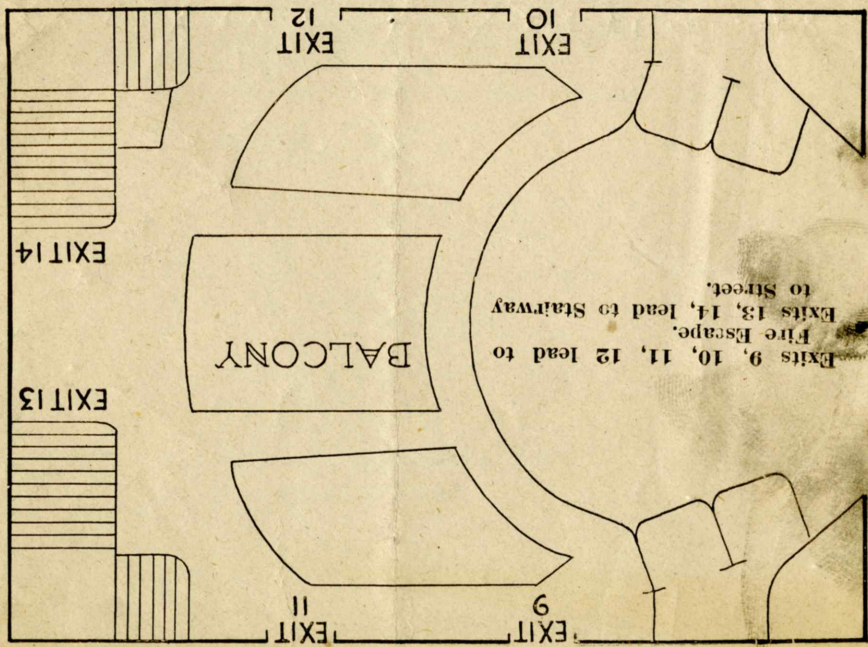 EXIT
9
EXIT
11
EXIT 13
Exits 9, 10, 11, 12 lead to
Fire Escape.
Exits 13, 14, lead to Stairway
to Street.
BALCONY
EXIT 14
EXIT
10
EXIT
12